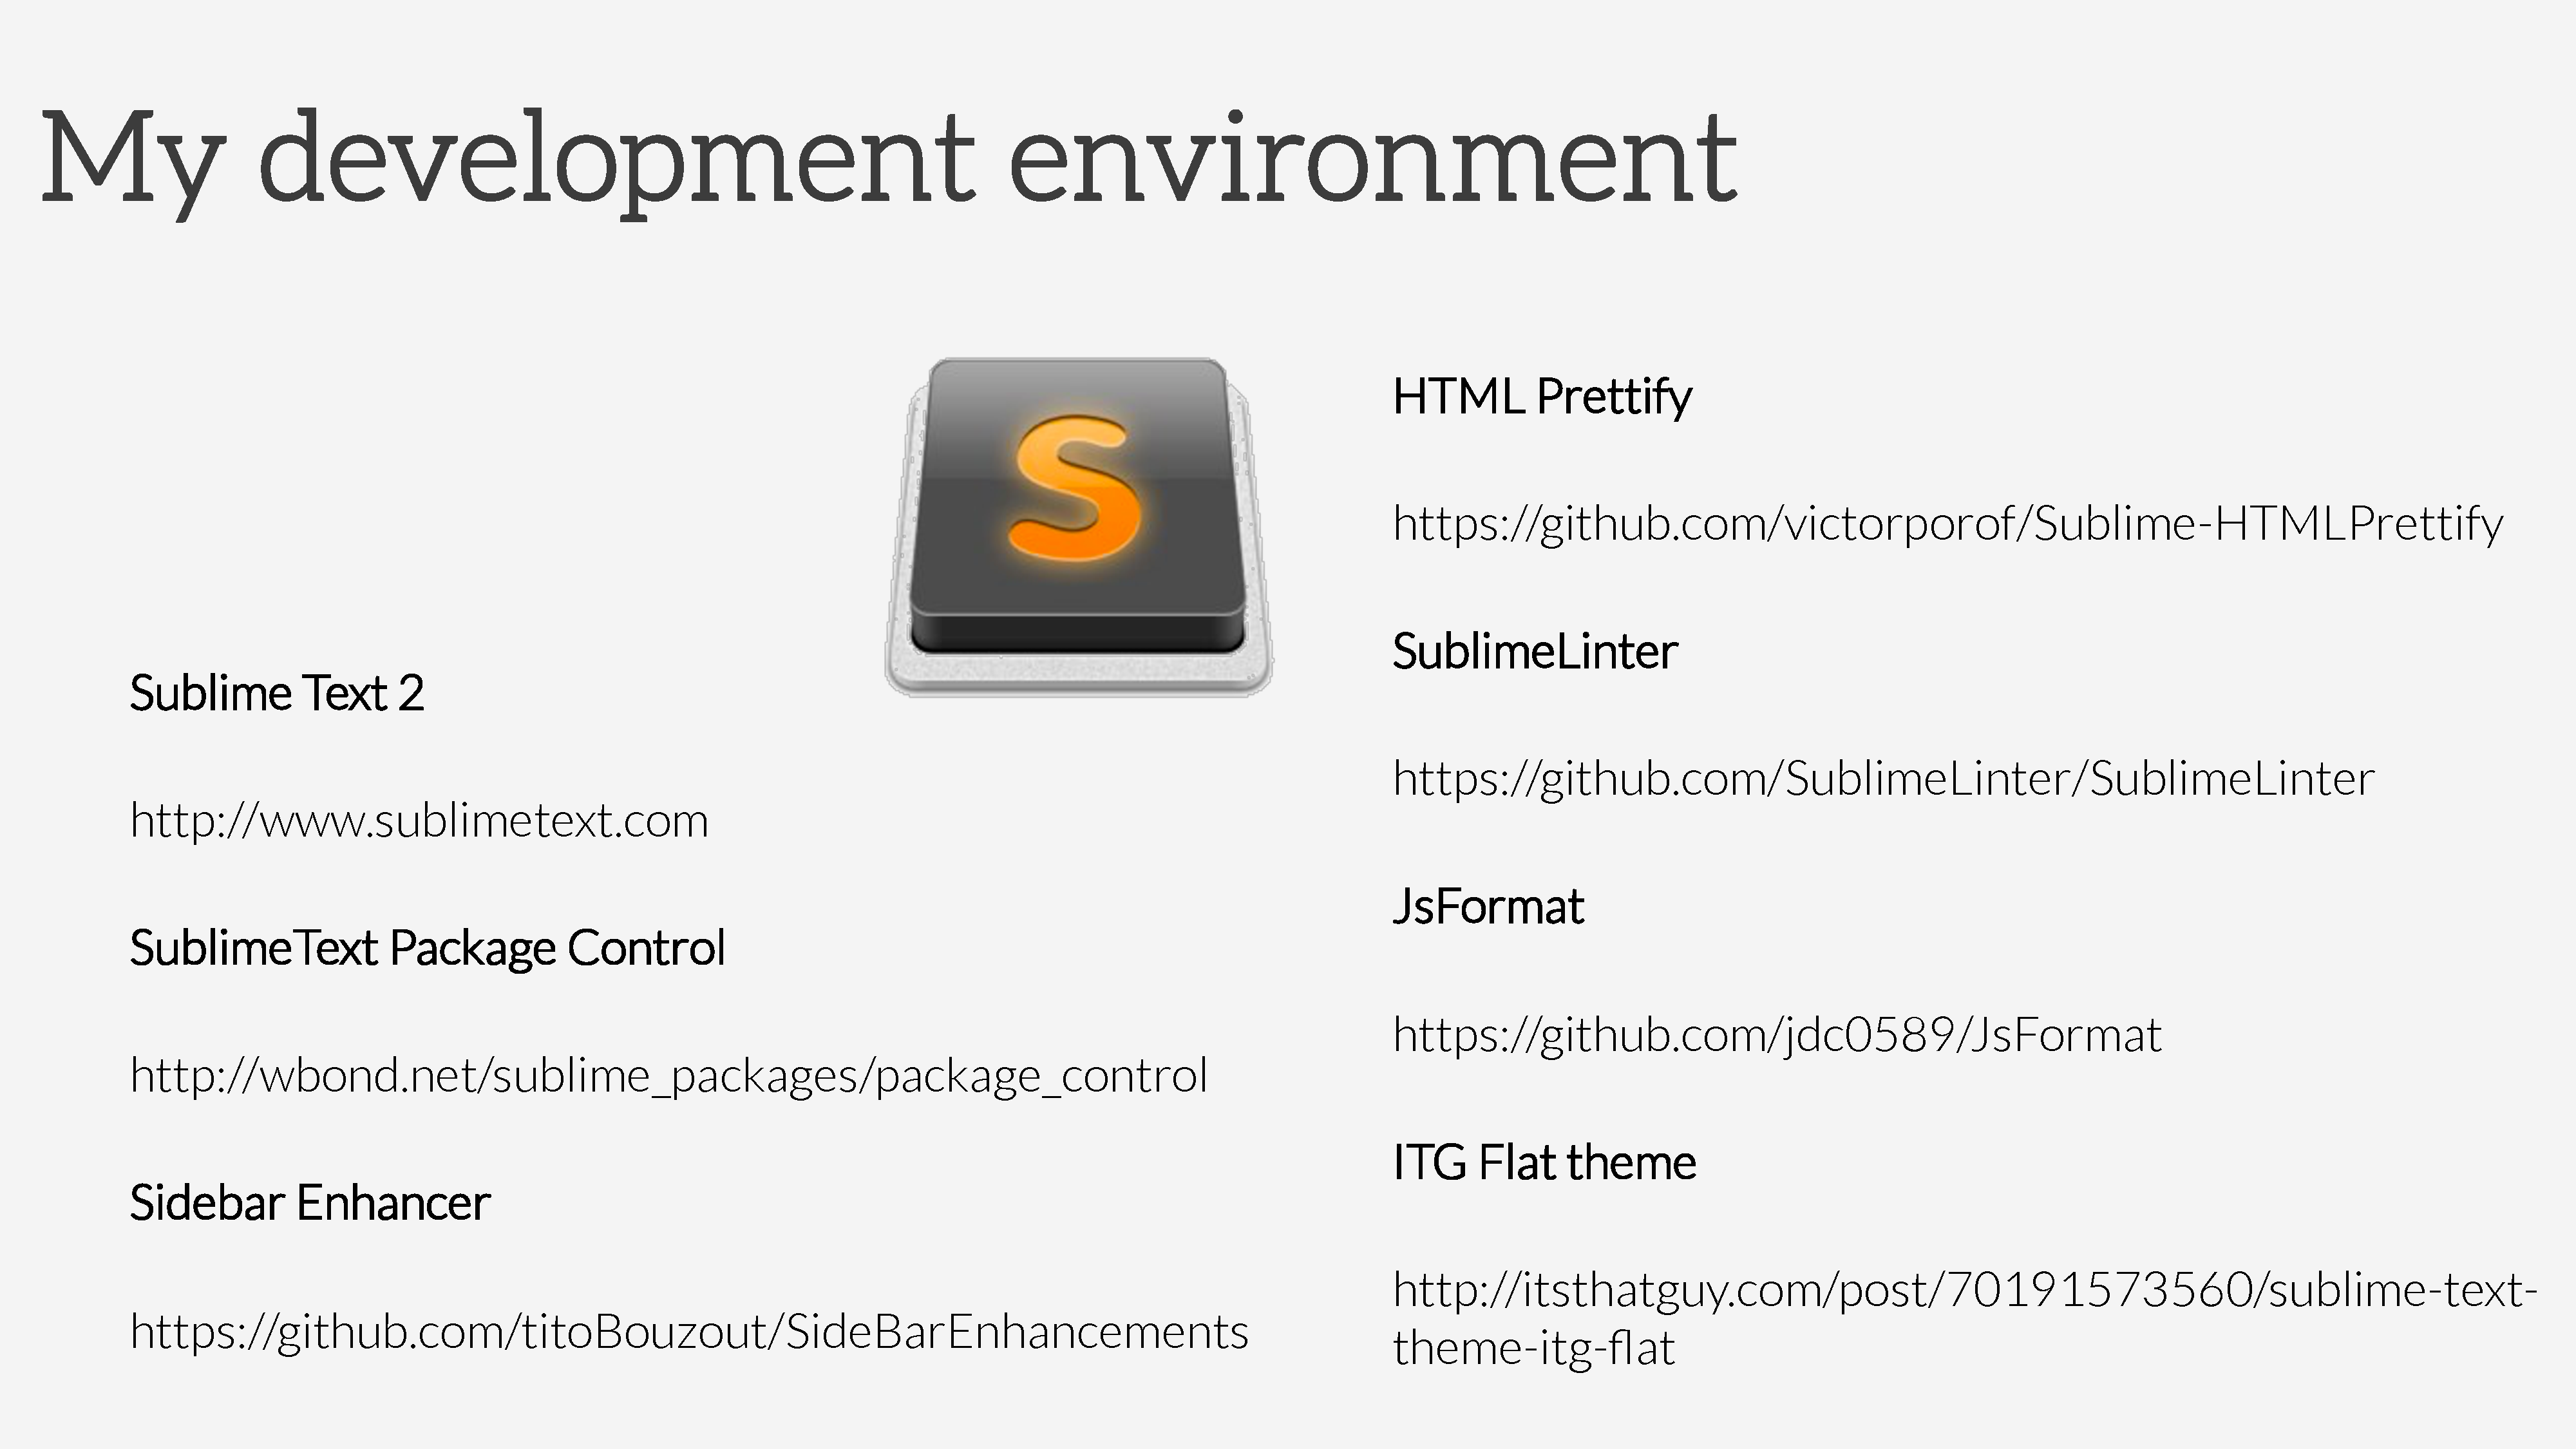 My development environment
S
Sublime Text 2
http://www.sublimetext.com
SublimeText Package Control
http://wbond.net/sublime_packages/package_control
Sidebar Enhancer
https://github.com/titoBouzout/SideBarEnhancements
HTML Prettify
https://github.com/victorporof/Sublime-HTMLPrettify
SublimeLinter
https://github.com/SublimeLinter/SublimeLinter
JsFormat
https://github.com/jdc0589/JsFormat
ITG Flat theme
http://itsthatguy.com/post/70191573560/sublime-text-
theme-itg-flat